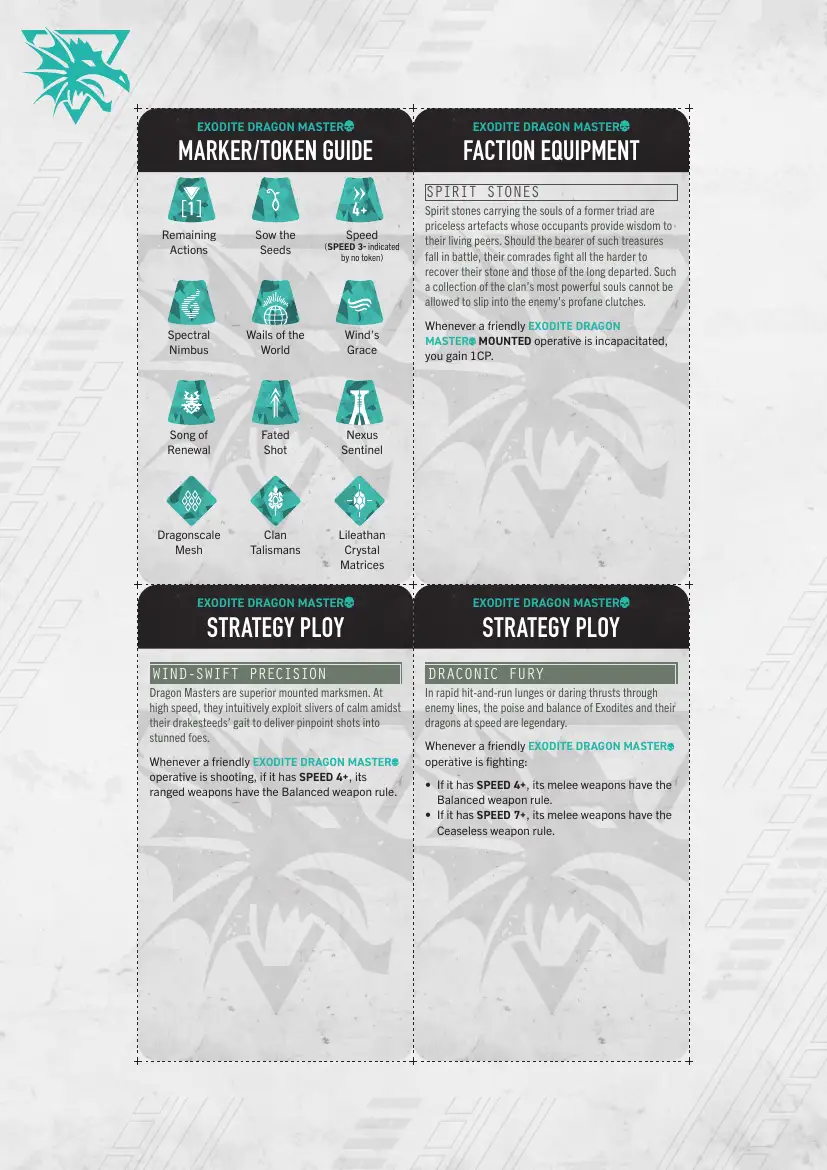 EXODITE DRAGON MASTER
MARKER/TOKEN GUIDE
[1]
4+
Remaining
Actions
Sow the
Seeds
Speed
(SPEED 3- indicated
by no token)
Spectral
Nimbus
Wails of the
World
Wind's
Grace
Song of
Renewal
Fated
Shot
Nexus
Sentinel
Dragonscale
Mesh
Clan
Talismans
Lileathan
Crystal
Matrices
EXODITE DRAGON MASTER
FACTION EQUIPMENT
SPIRIT STONES
Spirit stones carrying the souls of a former triad are
priceless artefacts whose occupants provide wisdom to
their living peers. Should the bearer of such treasures
fall in battle, their comrades fight all the harder to
recover their stone and those of the long departed. Such
a collection of the clan's most powerful souls cannot be
allowed to slip into the enemy's profane clutches.
Whenever a friendly EXODITE DRAGON
MASTER MOUNTED operative is incapacitated,
you gain 1CP.
EXODITE DRAGON MASTER
STRATEGY PLOY
WIND-SWIFT PRECISION
Dragon Masters are superior mounted marksmen. At
high speed, they intuitively exploit slivers of calm amidst
their drakesteeds' gait to deliver pinpoint shots into
stunned foes.
Whenever a friendly EXODITE DRAGON MASTER
operative is shooting, if it has SPEED 4+, its
ranged weapons have the Balanced weapon rule.
EXODITE DRAGON MASTER
STRATEGY PLOY
DRACONIC FURY
In rapid hit-and-run lunges or daring thrusts through
enemy lines, the poise and balance of Exodites and their
dragons at speed are legendary.
Whenever a friendly EXODITE DRAGON MASTER
operative is fighting:
• If it has SPEED 4+, its melee weapons have the
Balanced weapon rule.
• If it has SPEED 7+, its melee weapons have the
Ceaseless weapon rule.